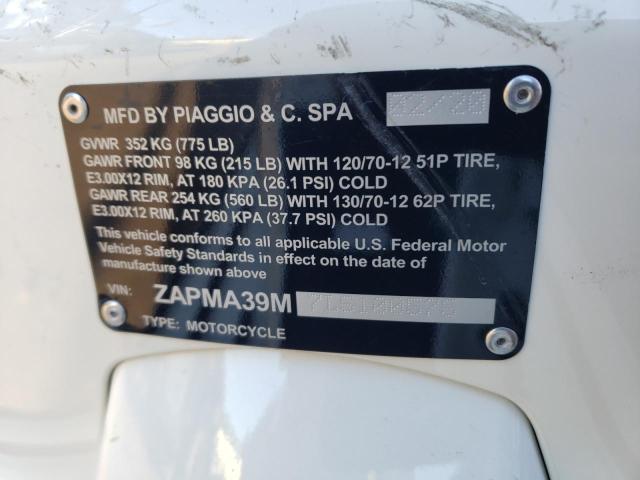 MFD BY PIAGGIO & C. SPA 02/20
GVWR 352 KG (775 LB)
GAWR FRONT 98 KG (215 LB) WITH 120/70-12 51P TIRE,
E3.00X12 RIM, AT 180 KPA (26.1 PSI) COLD
GAWR REAR 254 KG (560 LB) WITH 130/70-12 62P TIRE,
E3.00X12 RIM, AT 260 KPA (37.7 PSI) COLD
This vehicle conforms to all applicable U.S. Federal Motor
Vehicle Safety Standards in effect on the date of
manufacture shown above
VIN: ZAPMA39M
TYPE: MOTORCYCLE